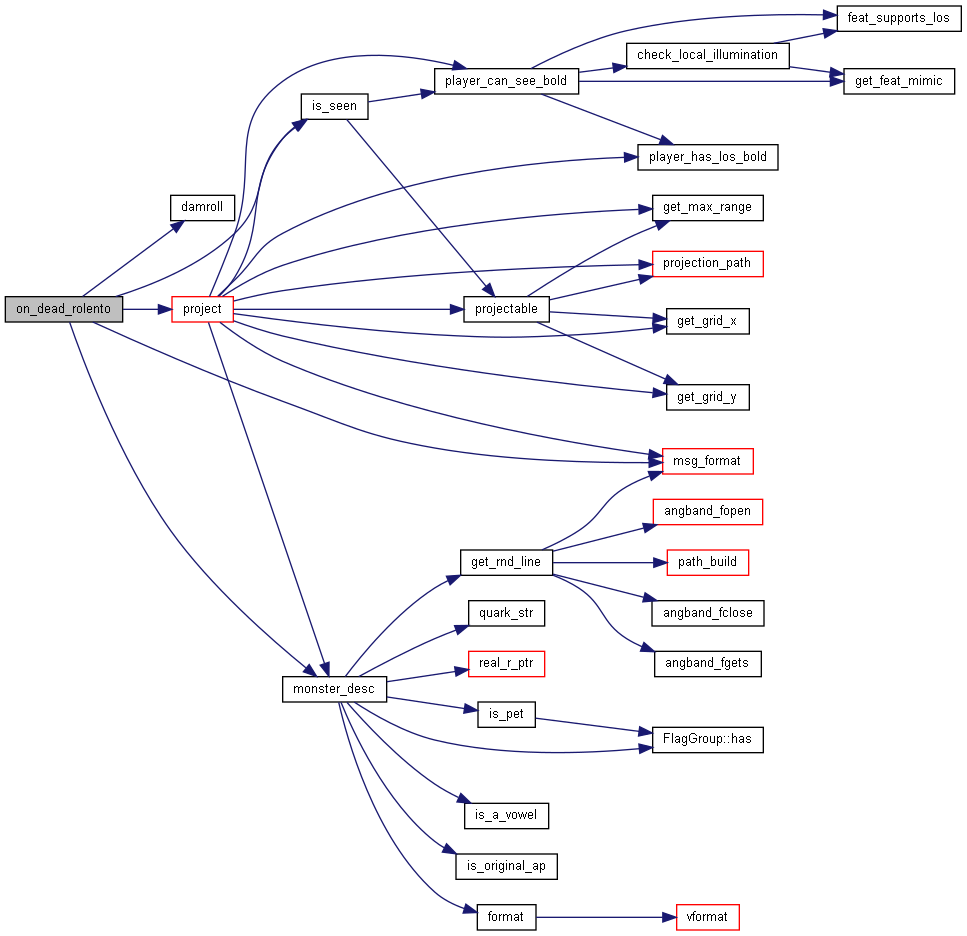 feat_supports_los
check_local_illumination
player_can_see_bold
get_feat_mimic
is_seen
player_has_los_bold
damroll
get_max_range
projection_path
on_dead_rolento
project
projectable
get_grid_x
get_grid_y
msg_format
angband_fopen
get_rnd_line
path_build
quark_str
angband_fclose
real_r_ptr
angband_fgets
monster_desc
is_pet
FlagGroup::has
is_a_vowel
is_original_ap
format
vformat